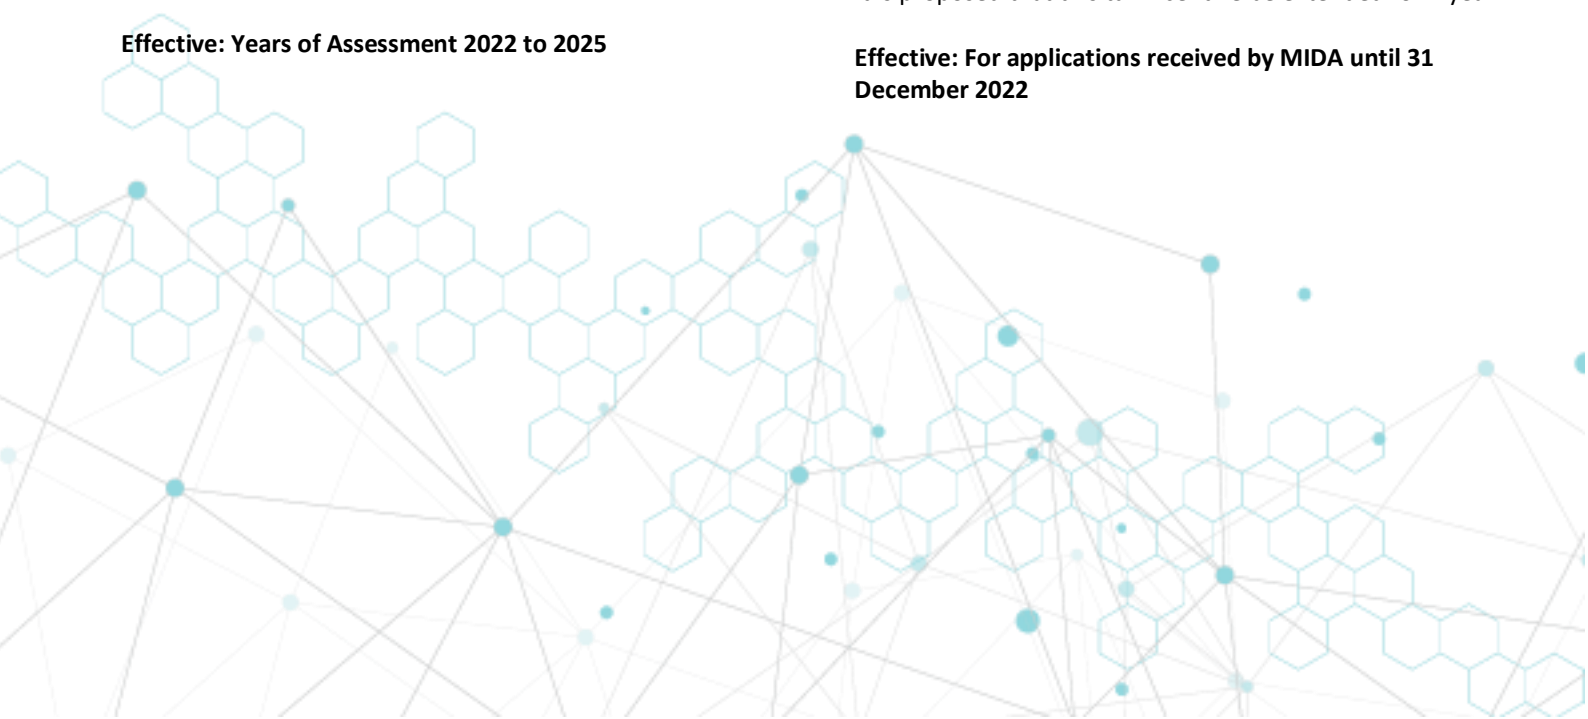 Effective: Years of Assessment 2022 to 2025
Effective: For applications received by MIDA until 31
December 2022